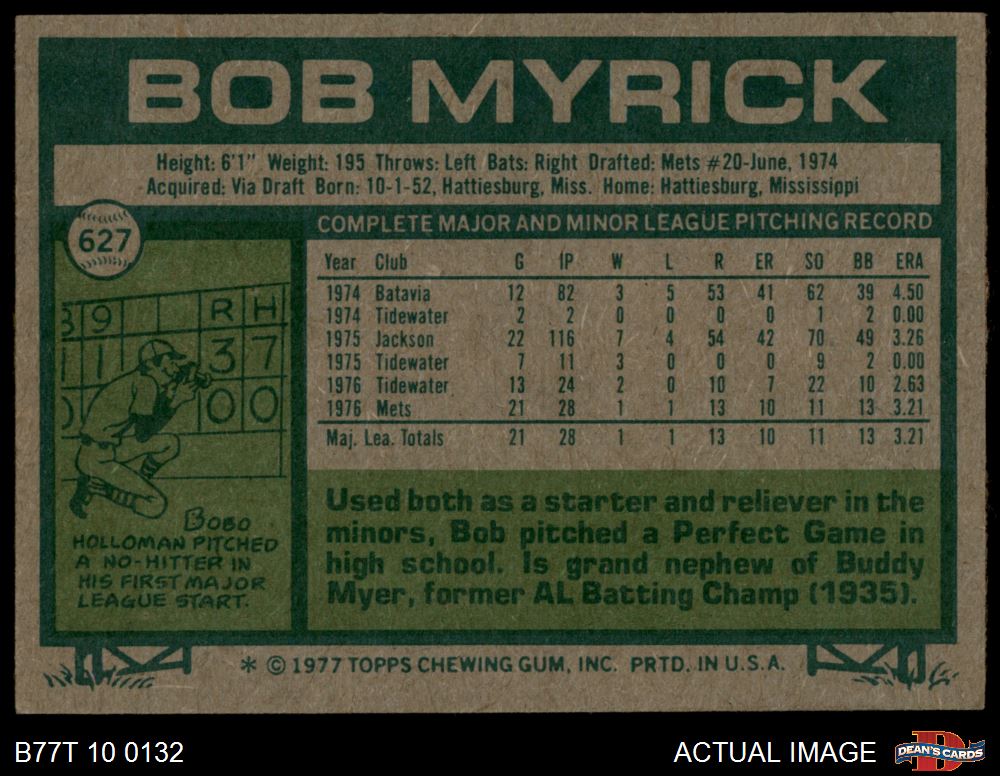 BOB MYRICK
Height: 6'1" Weight: 195 Throws: Left Bats: Right Drafted: Mets #20-June, 1974
Acquired: Via Draft Born: 10-1-52, Hattiesburg, Miss. Home: Hattiesburg, Mississippi
627
COMPLETE MAJOR AND MINOR LEAGUE PITCHING RECORD
Year Club G IP W L R ER SO BB ERA
1974 Batavia 12 82 3 5 53 41 62 39 4.50
1974 Tidewater 2 2 0 0 0 0 1 2 0.00
1975 Jackson 22 116 7 4 54 42 70 49 3.26
1975 Tidewater 7 11 3 0 0 0 9 2 0.00
1976 Tidewater 13 24 2 0 10 7 22 10 2.63
1976 Mets 21 28 1 1 13 10 11 13 3.21
Maj. Lea. Totals 21 28 1 1 13 10 11 13 3.21
8 9 R H
1 1 3 7
0 0 0
BOBO
HOLLOMAN PITCHED
A NO-HITTER IN
HIS FIRST MAJOR
LEAGUE START.
Used both as a starter and reliever in the
minors, Bob pitched a Perfect Game in
high school. Is grand nephew of Buddy
Myer, former AL Batting Champ (1935).
* © 1977 TOPPS CHEWING GUM, INC. PRTD. IN U.S.A.
B77T 10 0132
ACTUAL IMAGE
D
DEAN'S CARDS